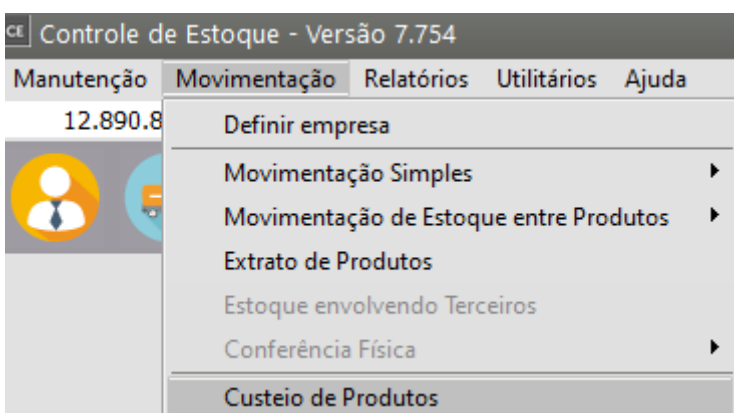 CE Controle de Estoque - Versão 7.754
Manutenção Movimentação Relatórios Utilitários Ajuda
12.890.8
Definir empresa
Movimentação Simples
Movimentação de Estoque entre Produtos
Extrato de Produtos
Estoque envolvendo Terceiros
Conferência Física
Custeio de Produtos